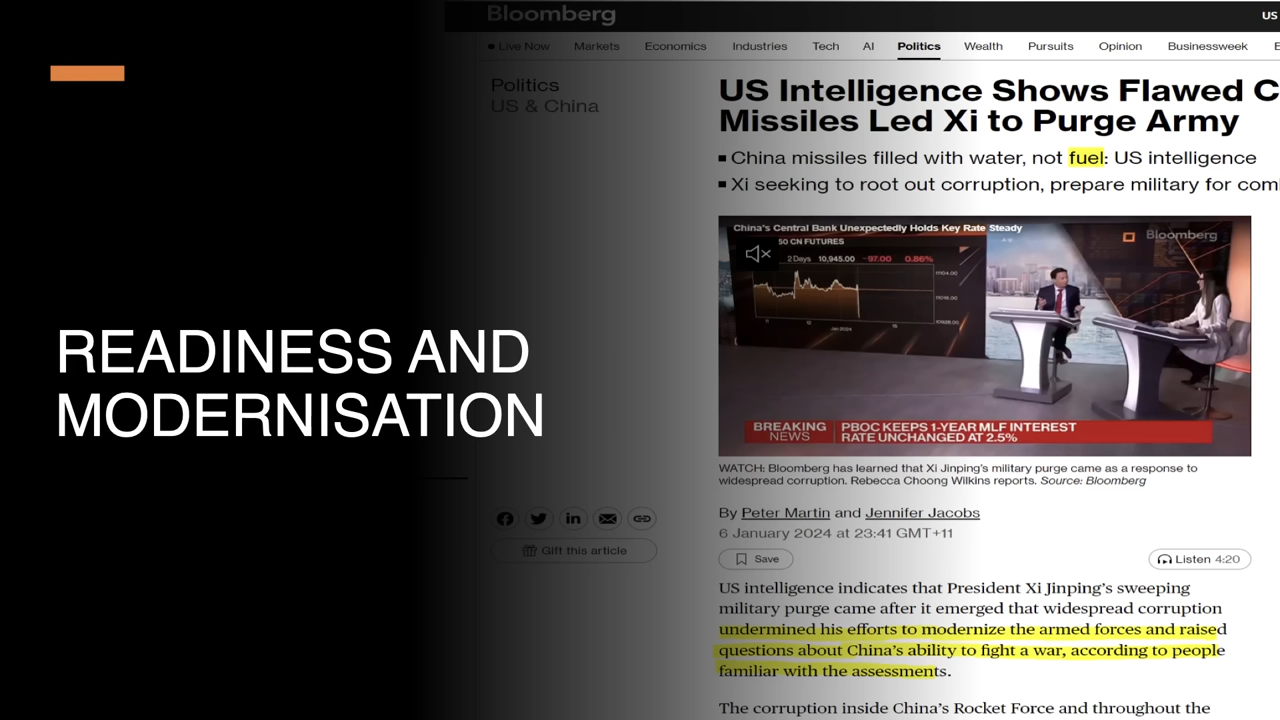 Bloomberg
US
Live Now Markets Economics Industries Tech AI Politics Wealth Pursuits Opinion Businessweek
Politics
US & China
US Intelligence Shows Flawed C
Missiles Led Xi to Purge Army
China missiles filled with water, not fuel: US intelligence
Xi seeking to root out corruption, prepare military for com
China's Central Bank Unexpectedly Holds Key Rate Steady
50 CN FUTURES
2 Days 10,945.00 -97.00 0.86%
Bloomberg
11
12
Jan 2024
15
BREAKING
NEWS
PBOC KEEPS 1-YEAR MLF INTEREST
RATE UNCHANGED AT 2.5%
READINESS AND
MODERNISATION
WATCH: Bloomberg has learned that Xi Jinping's military purge came as a response to
widespread corruption. Rebecca Choong Wilkins reports. Source: Bloomberg
By Peter Martin and Jennifer Jacobs
6 January 2024 at 23:41 GMT+11
Gift this article
Save
Listen 4:20
US intelligence indicates that President Xi Jinping's sweeping
military purge came after it emerged that widespread corruption
undermined his efforts to modernize the armed forces and raised
questions about China's ability to fight a war, according to people
familiar with the assessments.
The corruption inside China's Rocket Force and throughout the